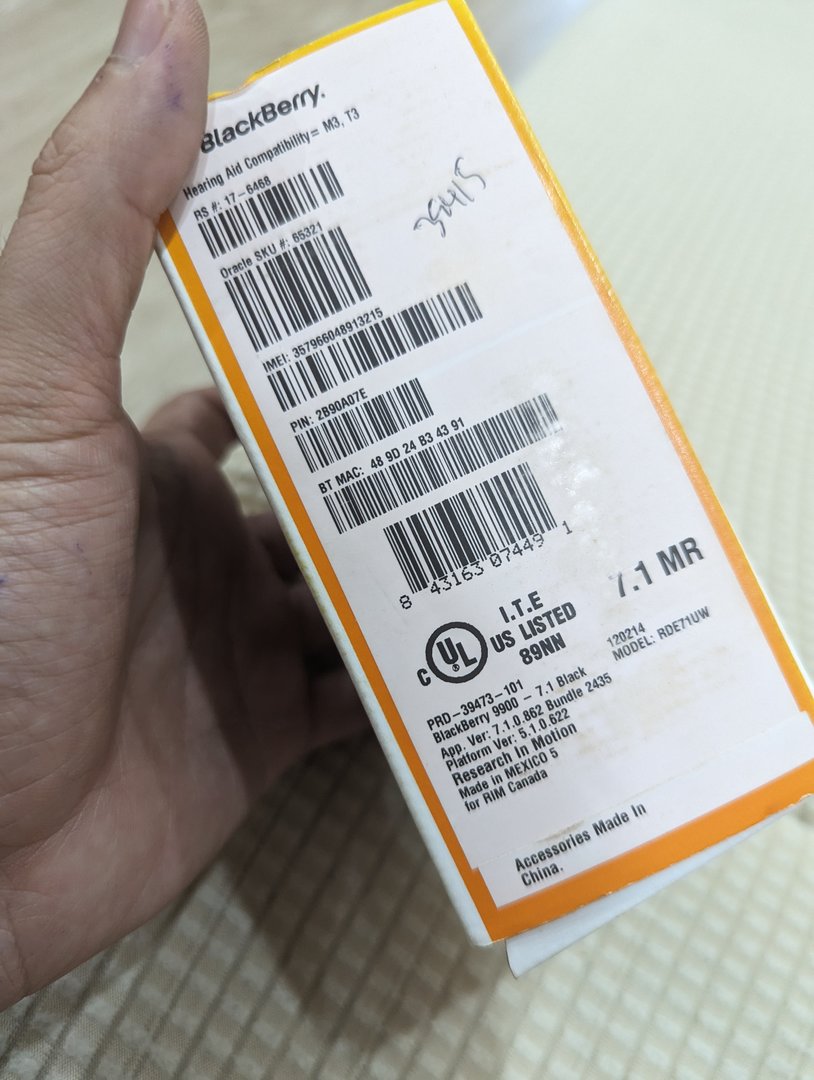 BlackBerry.
Hearing Aid Compatibility= M3, T3
RS #: 17-6468
35415
Oracle SKU #: 65321
IMEI: 357966048913215
PIN: 2B90A07E
BT MAC: 48 9D 24 B3 43 91
8 43163 07449 1
7.1 MR
C UL ® US
I.T.E
LISTED
89NN
120214
MODEL: RDE71UW
PRD-39473-101
BlackBerry 9900 - 7.1 Black
App. Ver: 7.1.0.862 Bundle 2435
Platform Ver: 5.1.0.622
Research In Motion
Made in MEXICO 5
for RIM Canada
Accessories Made In
China.